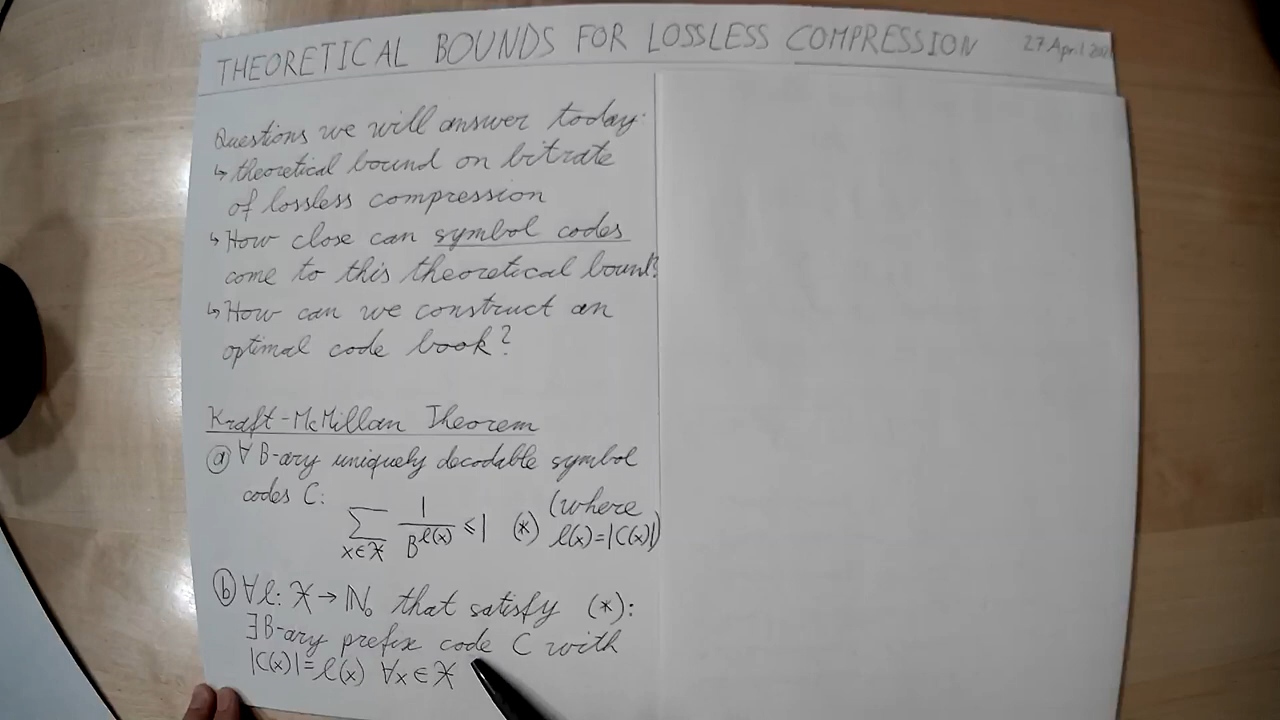 THEORETICAL BOUNDS FOR LOSSLESS COMPRESSION
27 April
Questions we will answer today:
↳ theoretical bound on bitrate
of lossless compression
↳ How close can symbol codes
come to this theoretical bound?
↳ How can we construct an
optimal code book?
Kraft-McMillan Theorem
ⓐ ∀ B-ary uniquely decodable symbol
codes C:
∑_{x∈𝒳} 1/B^{ℓ(x)} ≤ 1 (*) (where
ℓ(x)=|C(x)|)
ⓑ ∀ℓ: 𝒳 → ℕ₀ that satisfy (*):
∃ B-ary prefix code C with
|C(x)|=ℓ(x) ∀x∈𝒳